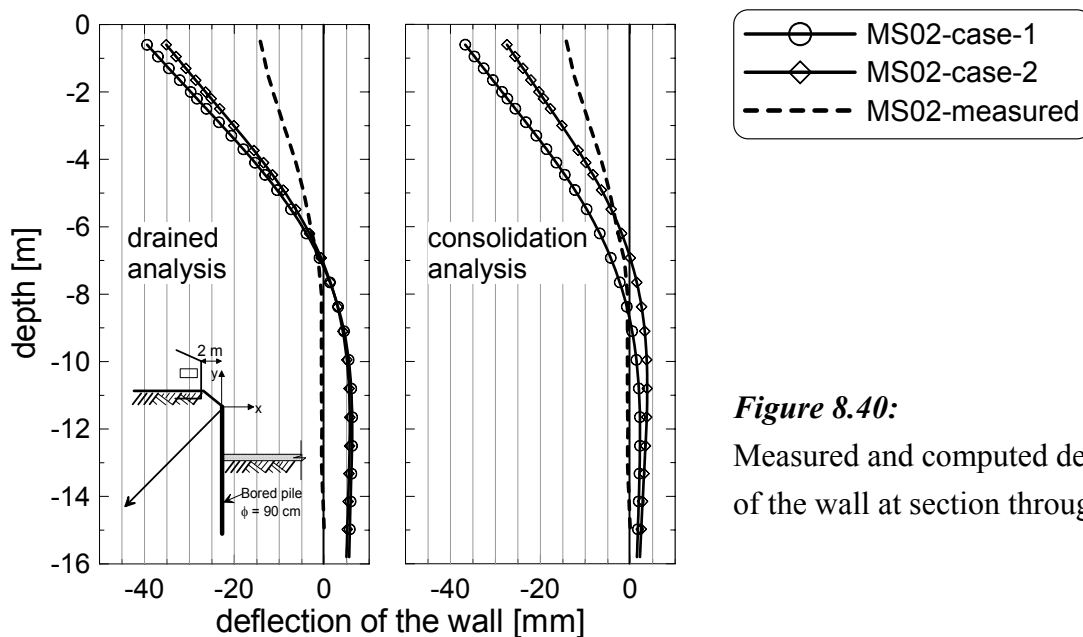 0
-2
-4
-6
-8
-10
-12
-14
-16
depth [m]
drained
analysis
consolidation
analysis
2 m
y
x
Bored pile
ϕ = 90 cm
-40 -20 0
-40 -20 0
deflection of the wall [mm]
MS02-case-1
MS02-case-2
MS02-measured
Figure 8.40:
Measured and computed de
of the wall at section throug